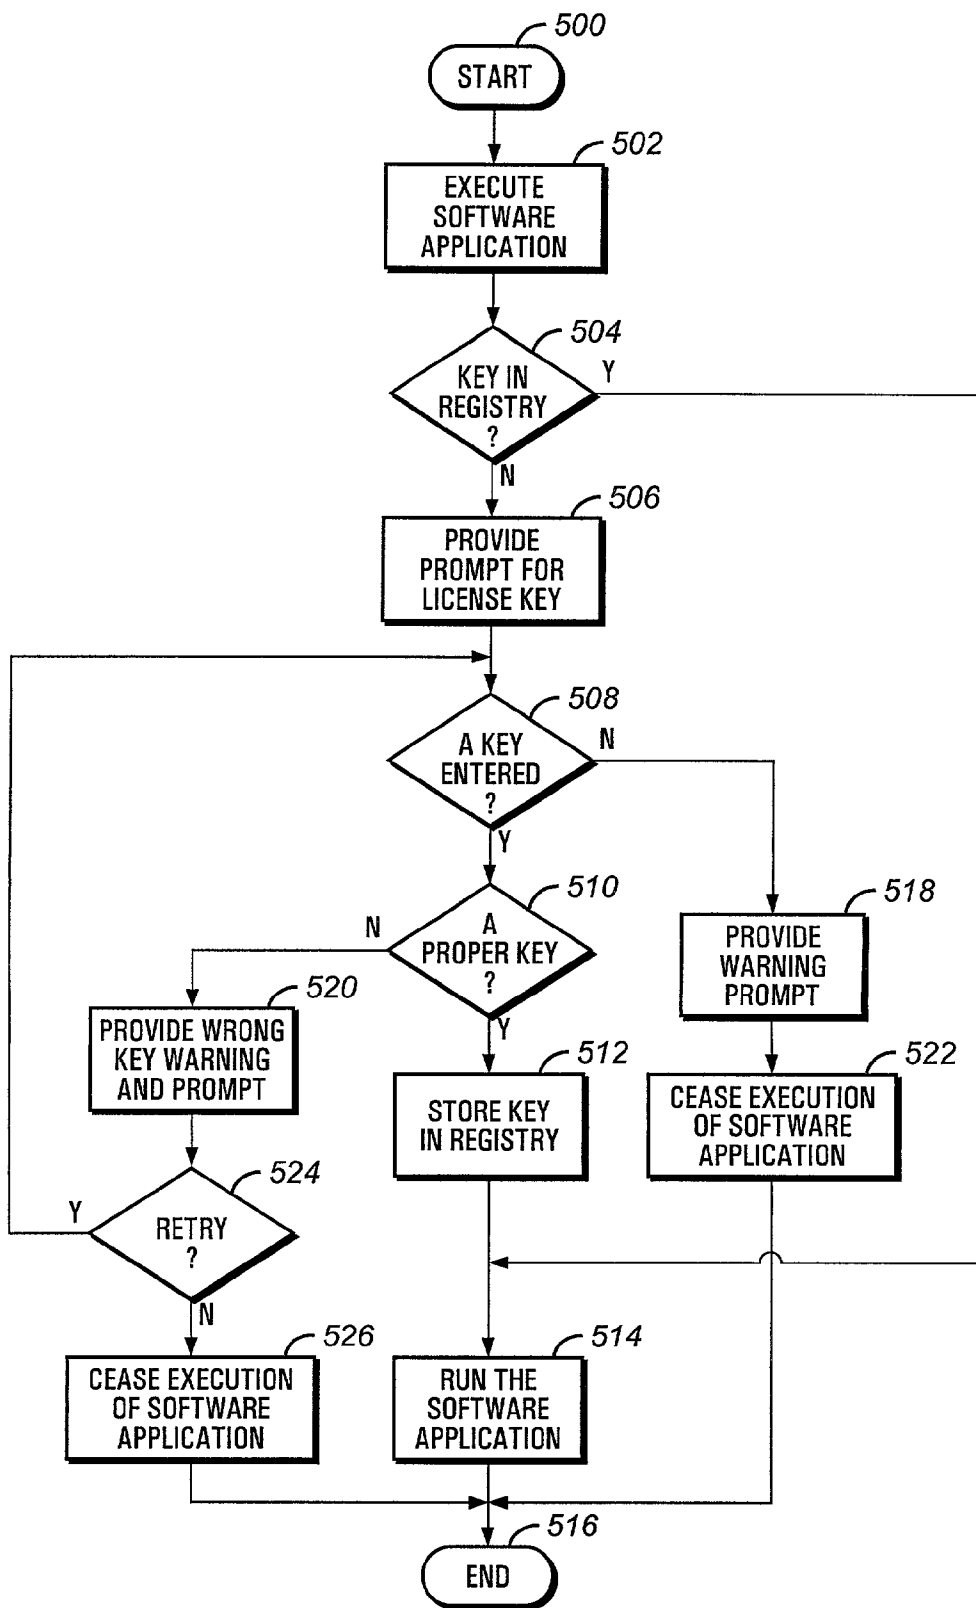 500
START
502
EXECUTE
SOFTWARE
APPLICATION
504
KEY IN
REGISTRY
?
Y
N
506
PROVIDE
PROMPT FOR
LICENSE KEY
508
A KEY
ENTERED
?
N
Y
510
A
PROPER KEY
?
N
Y
518
PROVIDE
WARNING
PROMPT
520
PROVIDE WRONG
KEY WARNING
AND PROMPT
512
STORE KEY
IN REGISTRY
522
CEASE EXECUTION
OF SOFTWARE
APPLICATION
524
RETRY
?
Y
N
526
CEASE EXECUTION
OF SOFTWARE
APPLICATION
514
RUN THE
SOFTWARE
APPLICATION
516
END